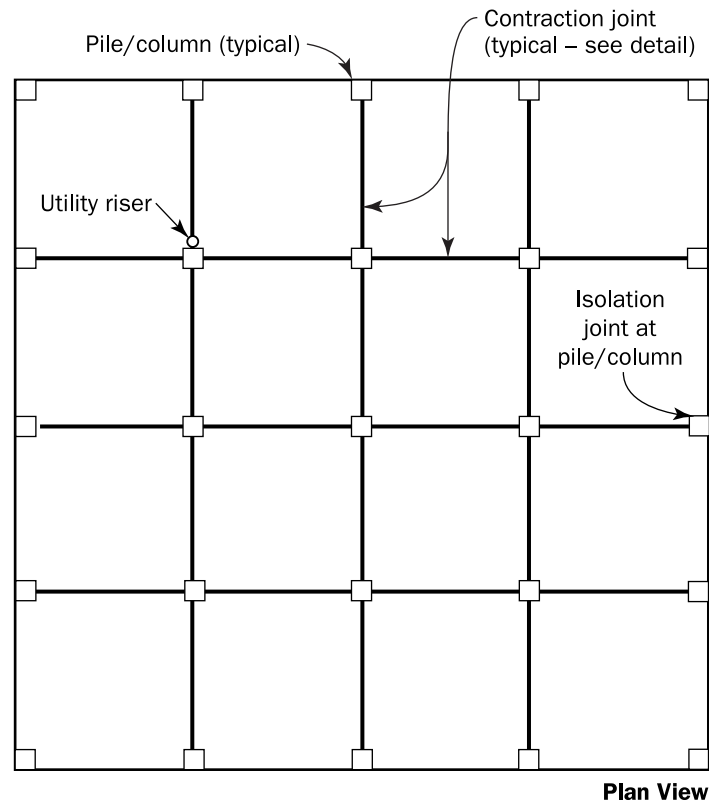 Contraction joint
(typical – see detail)
Pile/column (typical)
Utility riser
Isolation
joint at
pile/column
Plan View